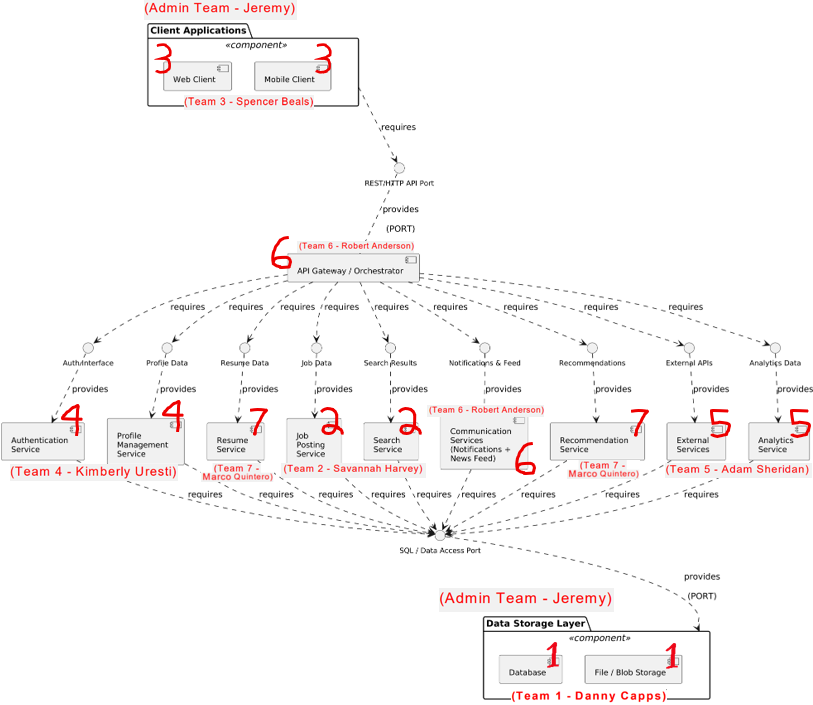 (Admin Team - Jeremy)
Client Applications
«component»
3
3
Web Client
Mobile Client
(Team 3 - Spencer Beals)
requires
REST/HTTP API Port
provides
(PORT)
6
(Team 6 - Robert Anderson)
API Gateway / Orchestrator
requires requires requires requires requires requires requires requires requires
Auth Interface Profile Data Resume Data Job Data Search Results Notifications & Feed Recommendations External APIs Analytics Data
provides provides provides provides provides provides provides provides provides
4
Authentication
Service
4
Profile
Management
Service
(Team 4 - Kimberly Uresti)
7
Resume
Service
(Team 7 -
Marco Quintero)
2
Job
Posting
Service
2
Search
Service
(Team 2 - Savannah Harvey)
(Team 6 - Robert Anderson)
Communication
Services
(Notifications +
News Feed)
6
7
Recommendation
Service
(Team 7 -
Marco Quintero)
5
External
Services
5
Analytics
Service
(Team 5 - Adam Sheridan)
requires requires requires requires requires requires requires requires requires
SQL / Data Access Port
provides
(PORT)
(Admin Team - Jeremy)
Data Storage Layer
«component»
1
1
Database
File / Blob Storage
(Team 1 - Danny Capps)